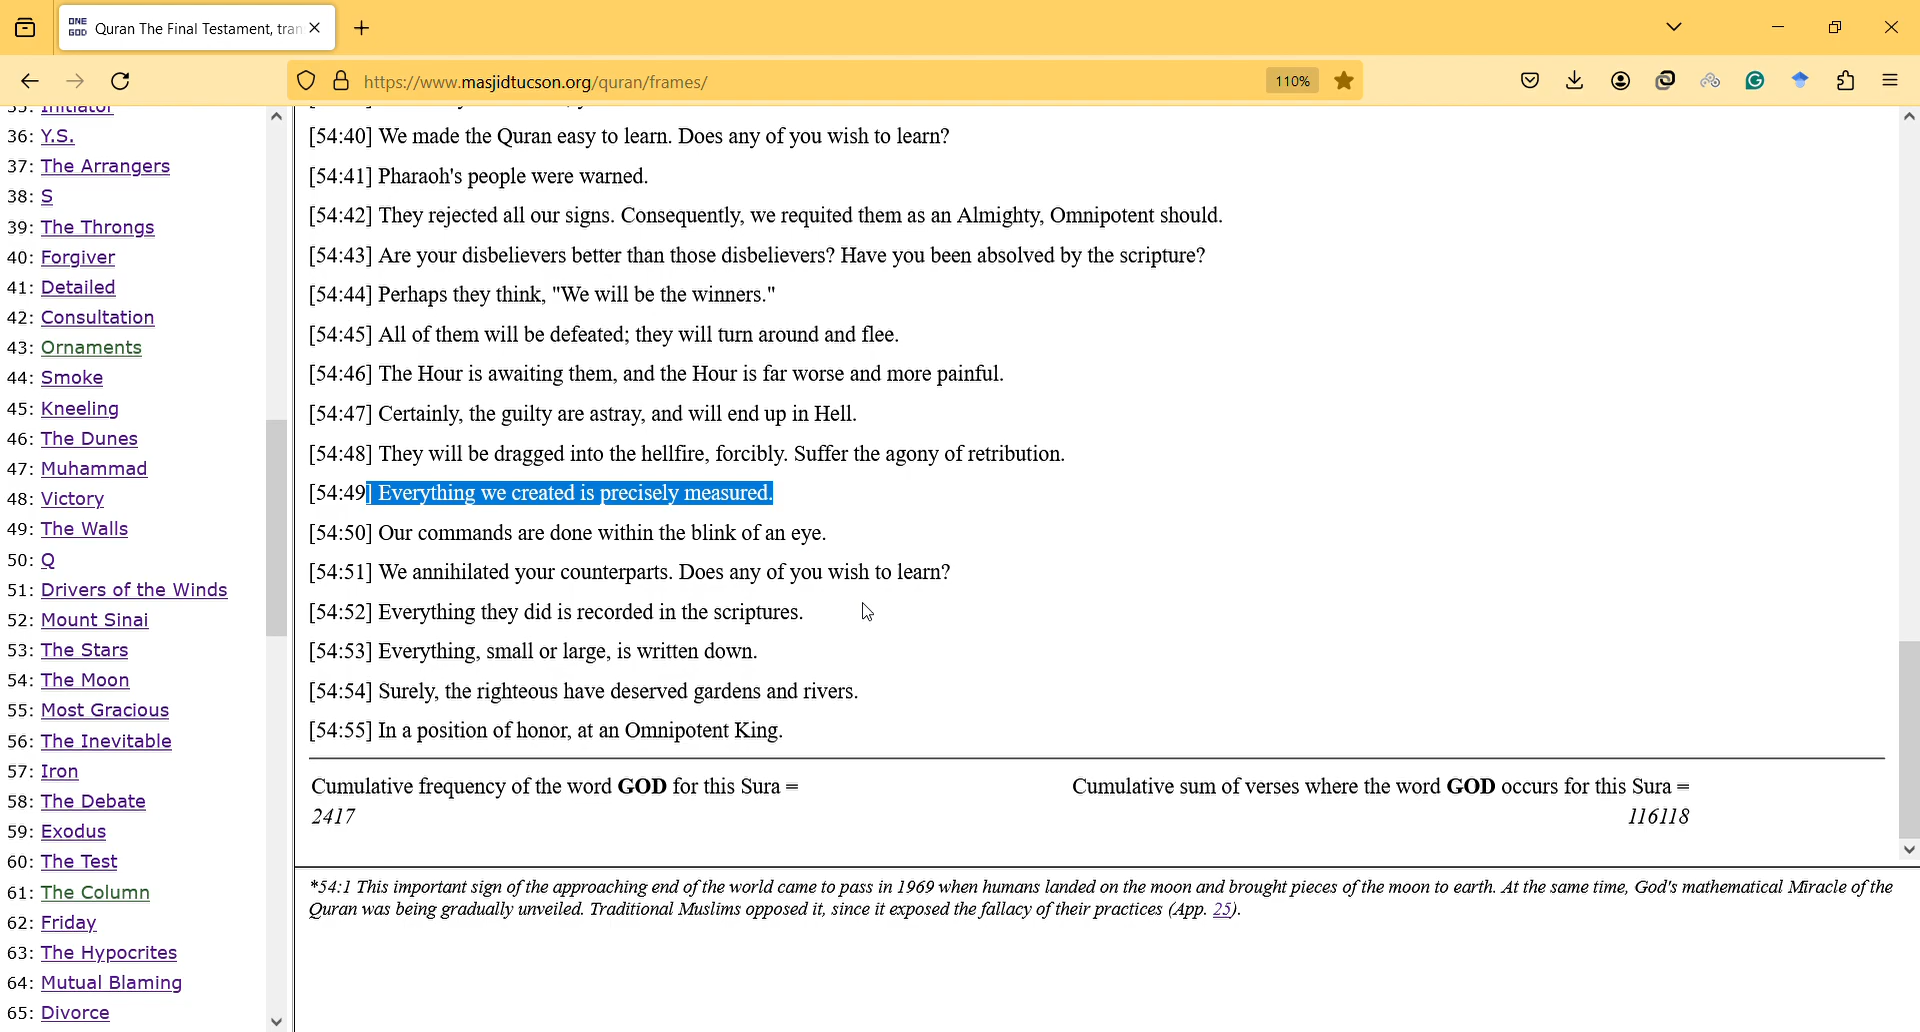 ONE
GOD
Quran The Final Testament, tran
https://www.masjidtucson.org/quran/frames/
110%
35: Initiator
36: Y.S.
37: The Arrangers
38: S
39: The Throngs
40: Forgiver
41: Detailed
42: Consultation
43: Ornaments
44: Smoke
45: Kneeling
46: The Dunes
47: Muhammad
48: Victory
49: The Walls
50: Q
51: Drivers of the Winds
52: Mount Sinai
53: The Stars
54: The Moon
55: Most Gracious
56: The Inevitable
57: Iron
58: The Debate
59: Exodus
60: The Test
61: The Column
62: Friday
63: The Hypocrites
64: Mutual Blaming
65: Divorce
[54:40] We made the Quran easy to learn. Does any of you wish to learn?
[54:41] Pharaoh's people were warned.
[54:42] They rejected all our signs. Consequently, we requited them as an Almighty, Omnipotent should.
[54:43] Are your disbelievers better than those disbelievers? Have you been absolved by the scripture?
[54:44] Perhaps they think, "We will be the winners."
[54:45] All of them will be defeated; they will turn around and flee.
[54:46] The Hour is awaiting them, and the Hour is far worse and more painful.
[54:47] Certainly, the guilty are astray, and will end up in Hell.
[54:48] They will be dragged into the hellfire, forcibly. Suffer the agony of retribution.
[54:49] Everything we created is precisely measured.
[54:50] Our commands are done within the blink of an eye.
[54:51] We annihilated your counterparts. Does any of you wish to learn?
[54:52] Everything they did is recorded in the scriptures.
[54:53] Everything, small or large, is written down.
[54:54] Surely, the righteous have deserved gardens and rivers.
[54:55] In a position of honor, at an Omnipotent King.
Cumulative frequency of the word GOD for this Sura =
2417
Cumulative sum of verses where the word GOD occurs for this Sura =
116118
*54:1 This important sign of the approaching end of the world came to pass in 1969 when humans landed on the moon and brought pieces of the moon to earth. At the same time, God's mathematical Miracle of the
Quran was being gradually unveiled. Traditional Muslims opposed it, since it exposed the fallacy of their practices (App. 25).